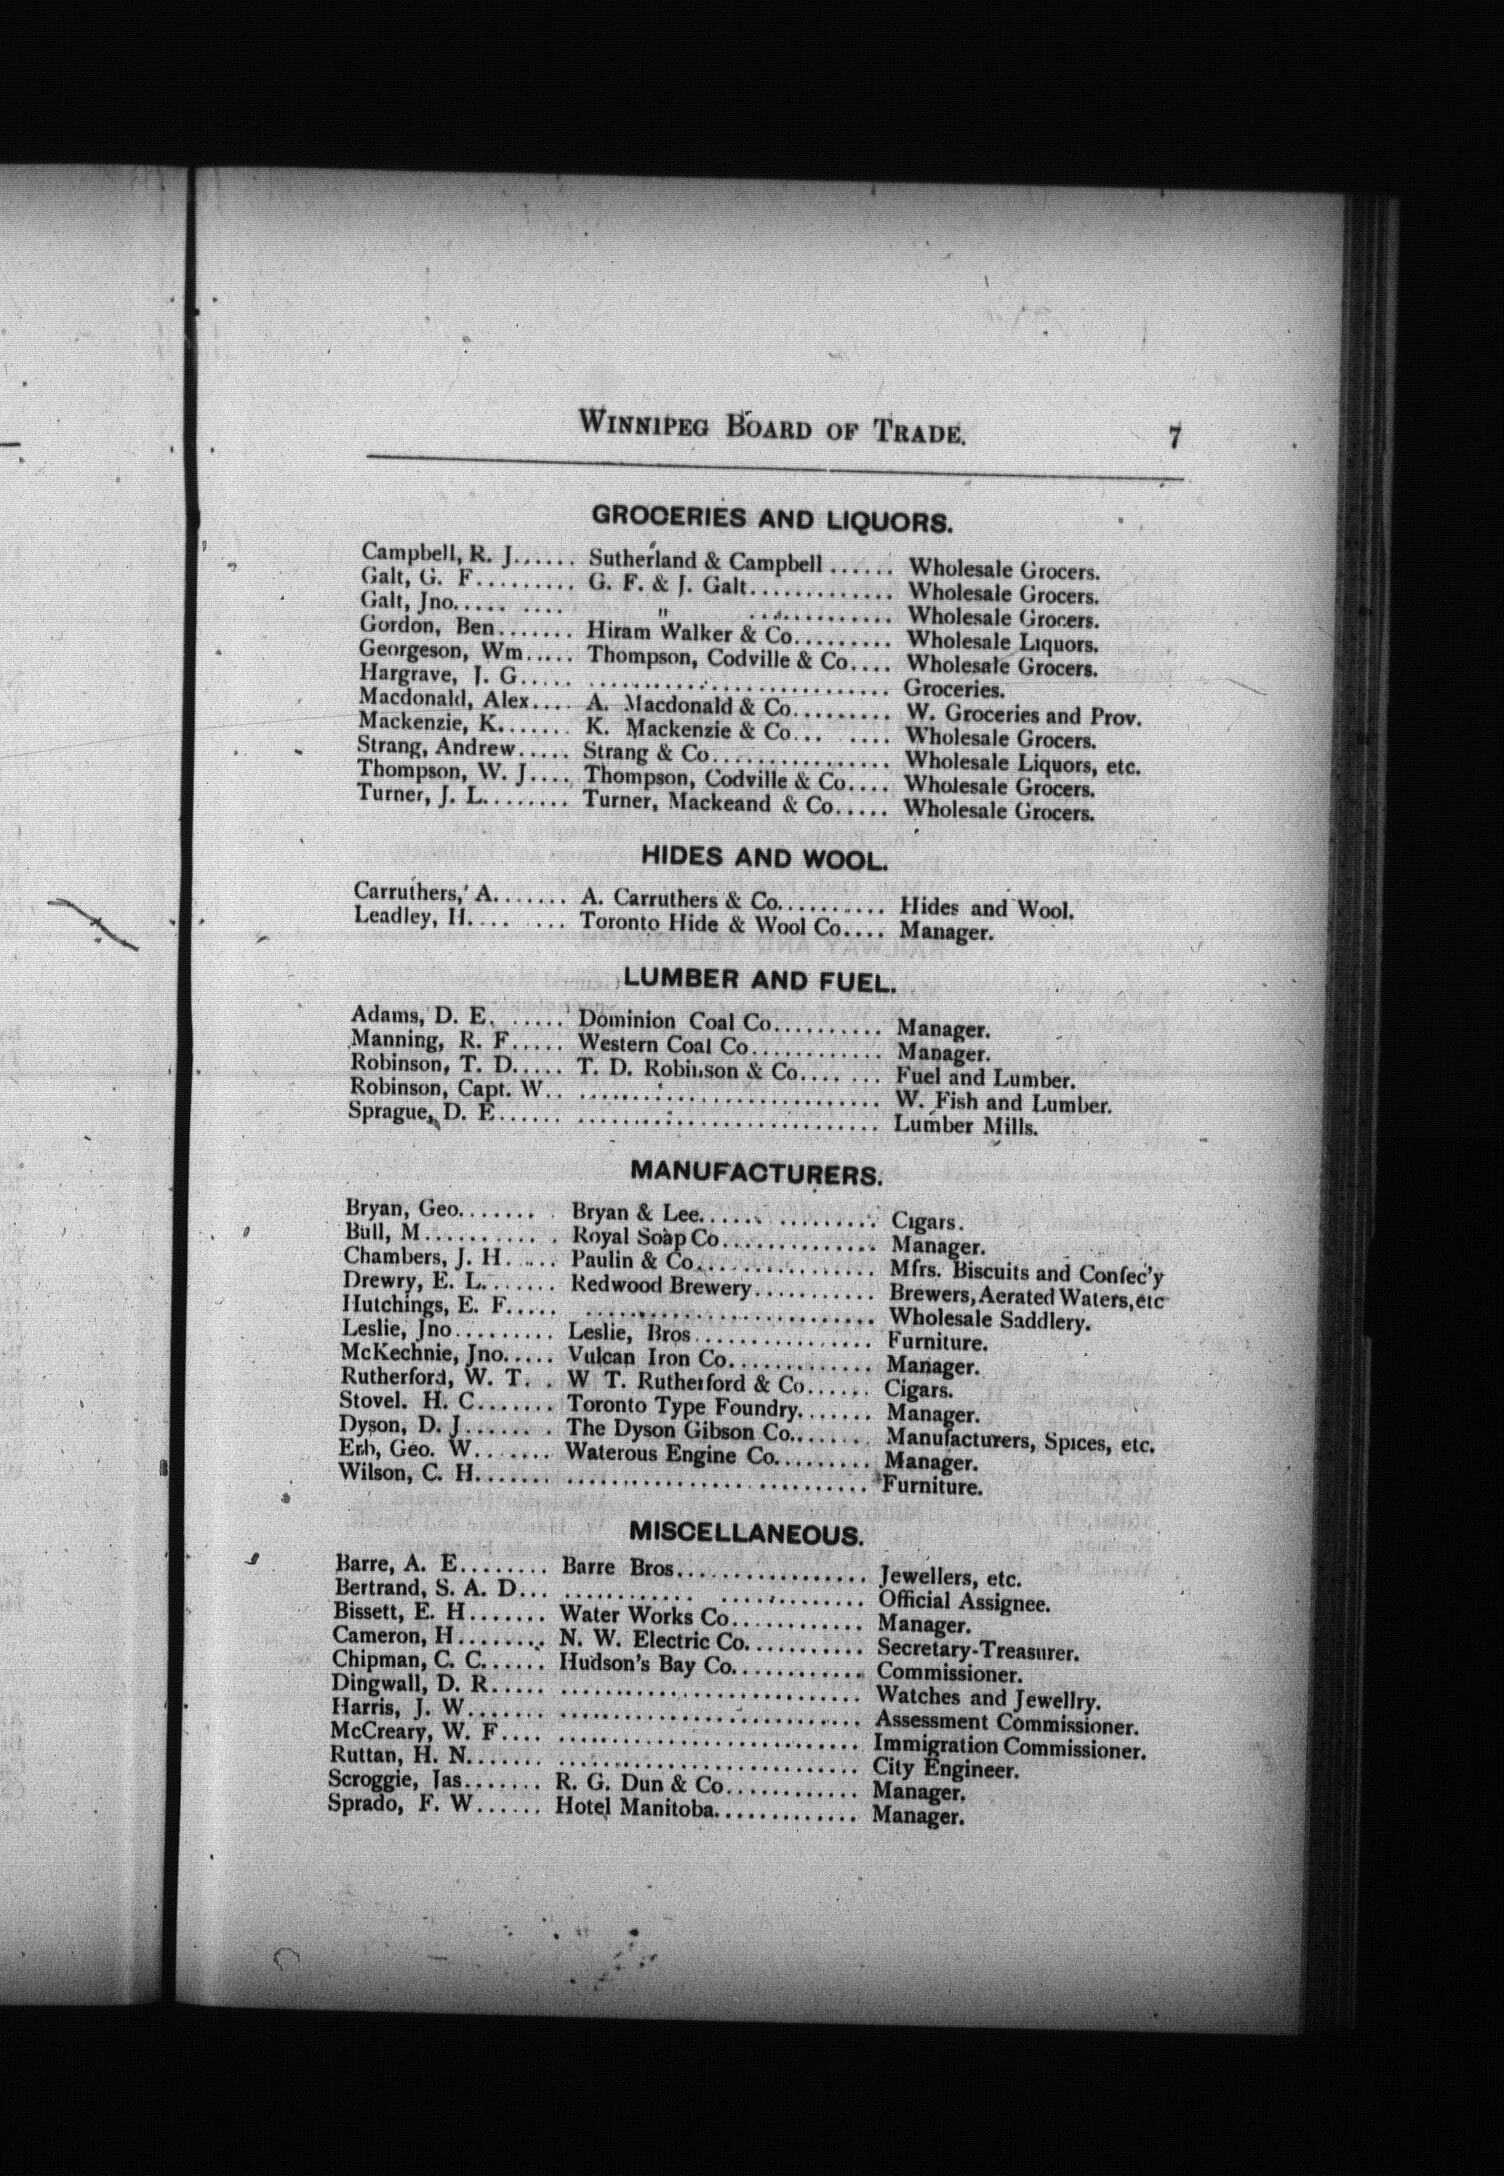 WINNIPEG BOARD OF TRADE. 7
GROCERIES AND LIQUORS.
Campbell, R. J...... Sutherland & Campbell ...... Wholesale Grocers.
Galt, G. F......... G. F. & J. Galt............. Wholesale Grocers.
Galt, Jno..... .... " ............. Wholesale Grocers.
Gordon, Ben....... Hiram Walker & Co......... Wholesale Liquors.
Georgeson, Wm..... Thompson, Codville & Co.... Wholesale Grocers.
Hargrave, J. G..... ........................... Groceries.
Macdonald, Alex.... A. Macdonald & Co......... W. Groceries and Prov.
Mackenzie, K....... K. Mackenzie & Co... .... Wholesale Grocers.
Strang, Andrew..... Strang & Co................ Wholesale Liquors, etc.
Thompson, W. J.... Thompson, Codville & Co.... Wholesale Grocers.
Turner, J. L........ Turner, Mackeand & Co..... Wholesale Grocers.
HIDES AND WOOL.
Carruthers, A....... A. Carruthers & Co.......... Hides and Wool.
Leadley, H.... .... Toronto Hide & Wool Co.... Manager.
LUMBER AND FUEL.
Adams, D. E. ..... Dominion Coal Co.......... Manager.
Manning, R. F..... Western Coal Co............ Manager.
Robinson, T. D..... T. D. Robinson & Co.... ... Fuel and Lumber.
Robinson, Capt. W.. ........................... W. Fish and Lumber.
Sprague, D. E...... ........................... Lumber Mills.
MANUFACTURERS.
Bryan, Geo....... Bryan & Lee...... ......... Cigars.
Bull, M.......... . Royal Soap Co.............. Manager.
Chambers, J. H..... Paulin & Co................ Mfrs. Biscuits and Confec'y
Drewry, E. L....... Redwood Brewery........... Brewers, Aerated Waters, etc
Hutchings, E. F..... .......................... Wholesale Saddlery.
Leslie, Jno......... Leslie, Bros................ Furniture.
McKechnie, Jno..... Vulcan Iron Co............. Manager.
Rutherford, W. T. . . W T. Rutherford & Co...... Cigars.
Stovel. H. C....... Toronto Type Foundry....... Manager.
Dyson, D. J...... . The Dyson Gibson Co........ Manufacturers, Spices, etc.
Erb, Geo. W....... Waterous Engine Co......... Manager.
Wilson, C. H....... ........................... Furniture.
MISCELLANEOUS.
Barre, A. E........ Barre Bros................. Jewellers, etc.
Bertrand, S. A. D... ............ ............. Official Assignee.
Bissett, E. H....... Water Works Co............ Manager.
Cameron, H........ N. W. Electric Co........... Secretary-Treasurer.
Chipman, C. C...... Hudson's Bay Co............ Commissioner.
Dingwall, D. R..... ........................... Watches and Jewellry.
Harris, J. W....... ........................... Assessment Commissioner.
McCreary, W. F.... ........................... Immigration Commissioner.
Ruttan, H. N....... ........................... City Engineer.
Scroggie, Jas....... R. G. Dun & Co............ Manager.
Sprado, F. W...... Hotel Manitoba............. Manager.